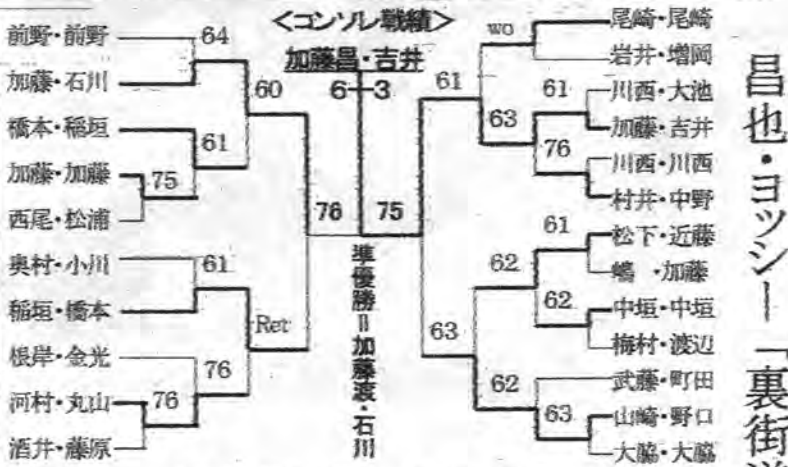 <コンソレ戦績>
加藤昌・吉井
6-3
前野・前野
加藤・石川
橋本・稲垣
加藤・加藤
西尾・松浦
奥村・小川
稲垣・橋本
根岸・金光
河村・丸山
酒井・藤原
64
60
61
75
76
61
Ret
76
76
75
61
wo
63
61
76
63
62
61
62
62
63
尾崎・尾崎
岩井・増岡
川西・大池
加藤・吉井
川西・川西
村井・中野
松下・近藤
嶋・加藤
中垣・中垣
梅村・渡辺
武藤・町田
山崎・野口
大脇・大脇
準優勝=加藤渡・石川
昌也・ヨッシー「裏街道